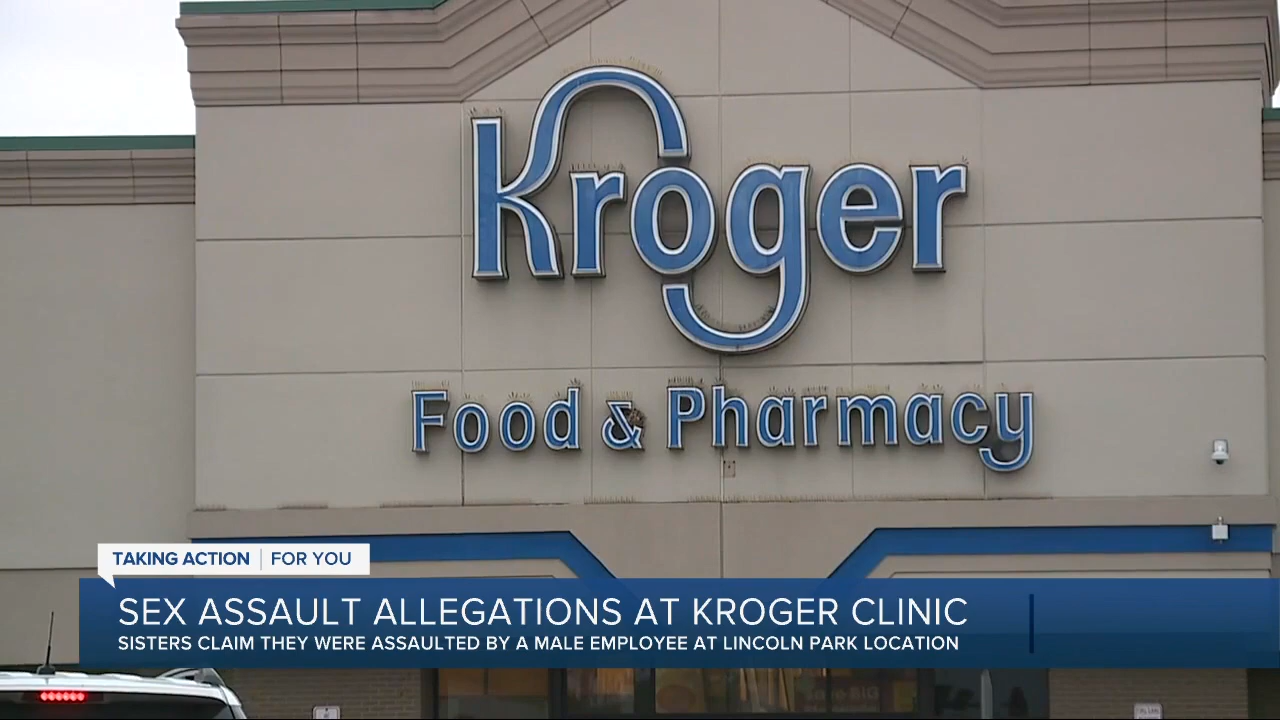 Kroger
Food & Pharmacy
TAKING ACTION FOR YOU
SEX ASSAULT ALLEGATIONS AT KROGER CLINIC
SISTERS CLAIM THEY WERE ASSAULTED BY A MALE EMPLOYEE AT LINCOLN PARK LOCATION